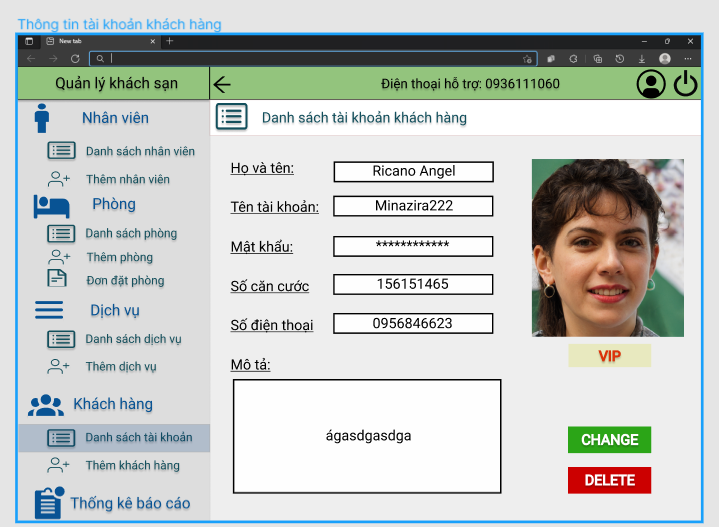 Thông tin tài khoản khách hàng
New tab
Quản lý khách sạn
Điện thoại hỗ trợ: 0936111060
Nhân viên
Danh sách nhân viên
Thêm nhân viên
Phòng
Danh sách phòng
Thêm phòng
Đơn đặt phòng
Dịch vụ
Danh sách dịch vụ
Thêm dịch vụ
Khách hàng
Danh sách tài khoản
Thêm khách hàng
Thống kê báo cáo
Danh sách tài khoản khách hàng
Họ và tên:
Ricano Angel
Tên tài khoản:
Minazira222
Mật khẩu:
************
Số căn cước
156151465
Số điện thoại
0956846623
Mô tả:
ágasdgasdga
VIP
CHANGE
DELETE